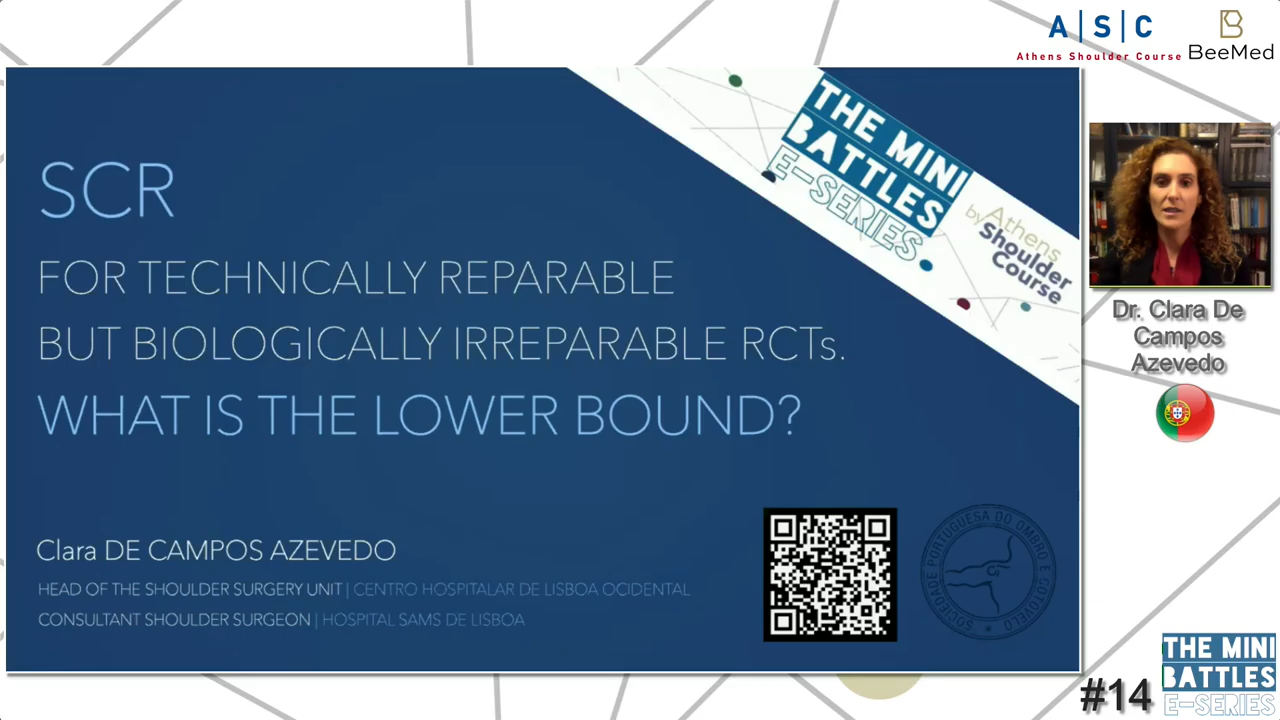 A|S|C
Athens Shoulder Course
BeeMed
THE MINI
BATTLES
E-SERIES
by Athens
Shoulder
Course
SCR
FOR TECHNICALLY REPARABLE
BUT BIOLOGICALLY IRREPARABLE RCTs.
WHAT IS THE LOWER BOUND?
Clara DE CAMPOS AZEVEDO
HEAD OF THE SHOULDER SURGERY UNIT | CENTRO HOSPITALAR DE LISBOA OCIDENTAL
CONSULTANT SHOULDER SURGEON | HOSPITAL SAMS DE LISBOA
SOCIEDADE PORTUGUESA DO OMBRO E COTOVELO
Dr. Clara De
Campos
Azevedo
#14
THE MINI
BATTLES
E-SERIES